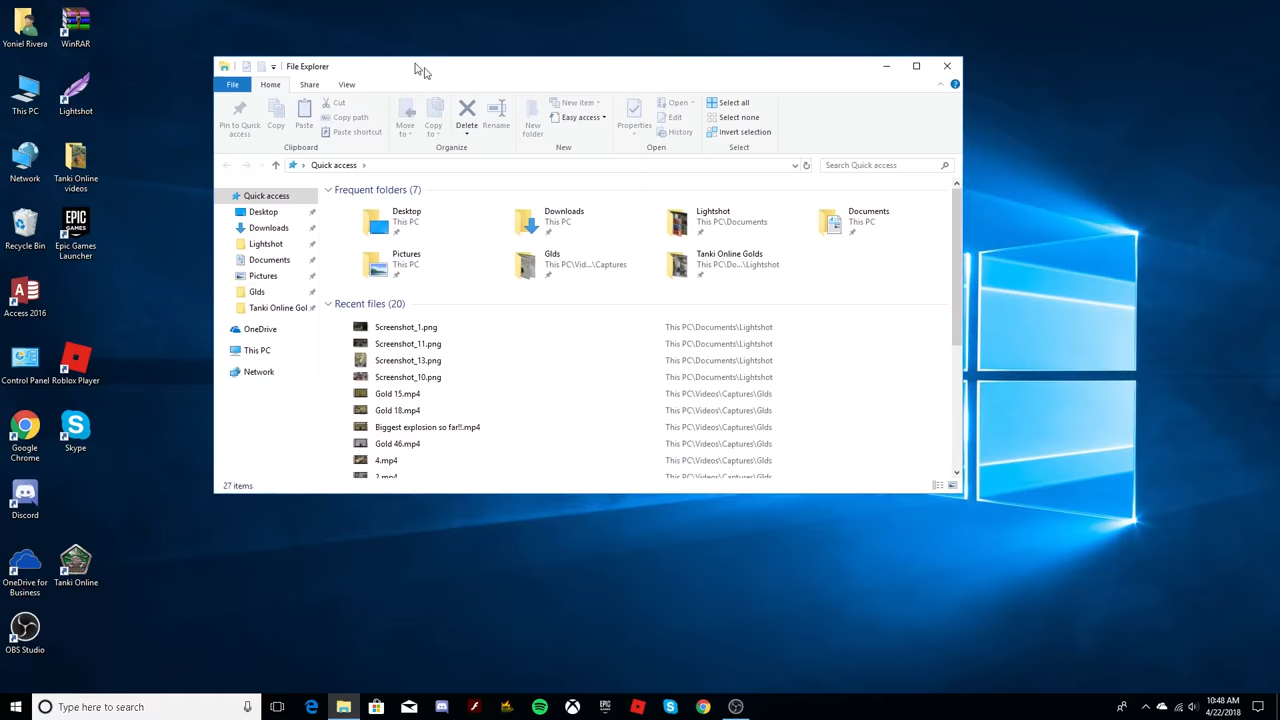 Yoniel Rivera
WinRAR
This PC
Lightshot
Network
Tanki Online
videos
Recycle Bin
Epic Games
Launcher
EPIC
GAMES
Access 2016
Control Panel
Roblox Player
Google
Chrome
Skype
Discord
OneDrive for
Business
Tanki Online
OBS Studio
File Explorer
File
Home
Share
View
Pin to Quick
access
Copy
Paste
Cut
Copy path
Paste shortcut
Clipboard
Move
to
Copy
to
Delete
Rename
Organize
New
folder
New item
Easy access
New
Properties
Open
Edit
History
Open
Select all
Select none
Invert selection
Select
Quick access
Search Quick access
Quick access
Desktop
Downloads
Lightshot
Documents
Pictures
Glds
Tanki Online Gol
OneDrive
This PC
Network
Frequent folders (7)
Desktop
This PC
Downloads
This PC
Lightshot
This PC\Documents
Documents
This PC
Pictures
This PC
Glds
This PC\Vid...\Captures
Tanki Online Golds
This PC\Do...\Lightshot
Recent files (20)
Screenshot_1.png This PC\Documents\Lightshot
Screenshot_11.png This PC\Documents\Lightshot
Screenshot_13.png This PC\Documents\Lightshot
Screenshot_10.png This PC\Documents\Lightshot
Gold 15.mp4 This PC\Videos\Captures\Glds
Gold 18.mp4 This PC\Videos\Captures\Glds
Biggest explosion so far!!.mp4 This PC\Videos\Captures\Glds
Gold 46.mp4 This PC\Videos\Captures\Glds
4.mp4 This PC\Videos\Captures\Glds
2.mp4 This PC\Videos\Captures\Glds
27 items
Type here to search
10:48 AM
4/22/2018